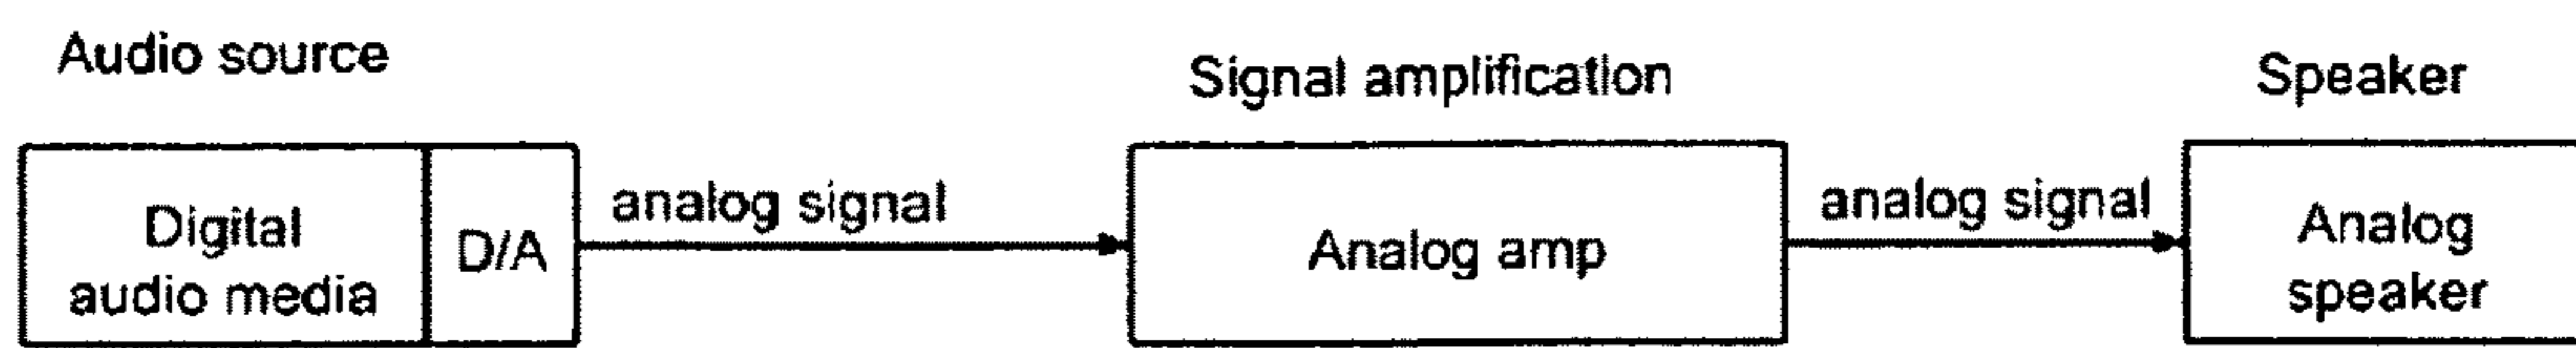 Audio source
Signal amplification
Speaker
Digital
audio media
D/A
analog signal
Analog amp
analog signal
Analog
speaker